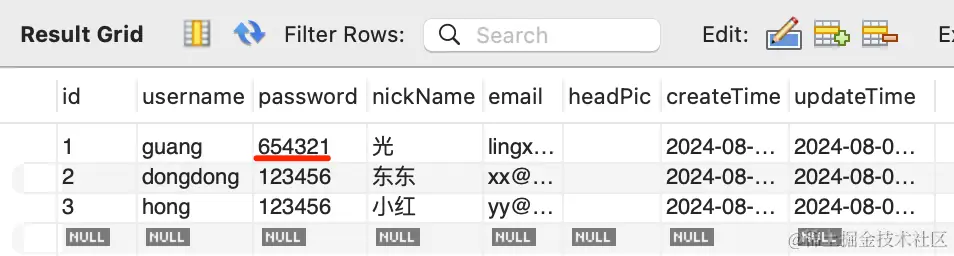 Result Grid Filter Rows: Search Edit:
id username password nickName email headPic createTime updateTime
1 guang 654321 光 lingx... 2024-08-... 2024-08-0...
2 dongdong 123456 东东 xx@... 2024-08-... 2024-08-0...
3 hong 123456 小红 yy@... 2024-08-... 2024-08-0...
NULL NULL NULL NULL NULL NULL NULL NULL
@稀土掘金技术社区